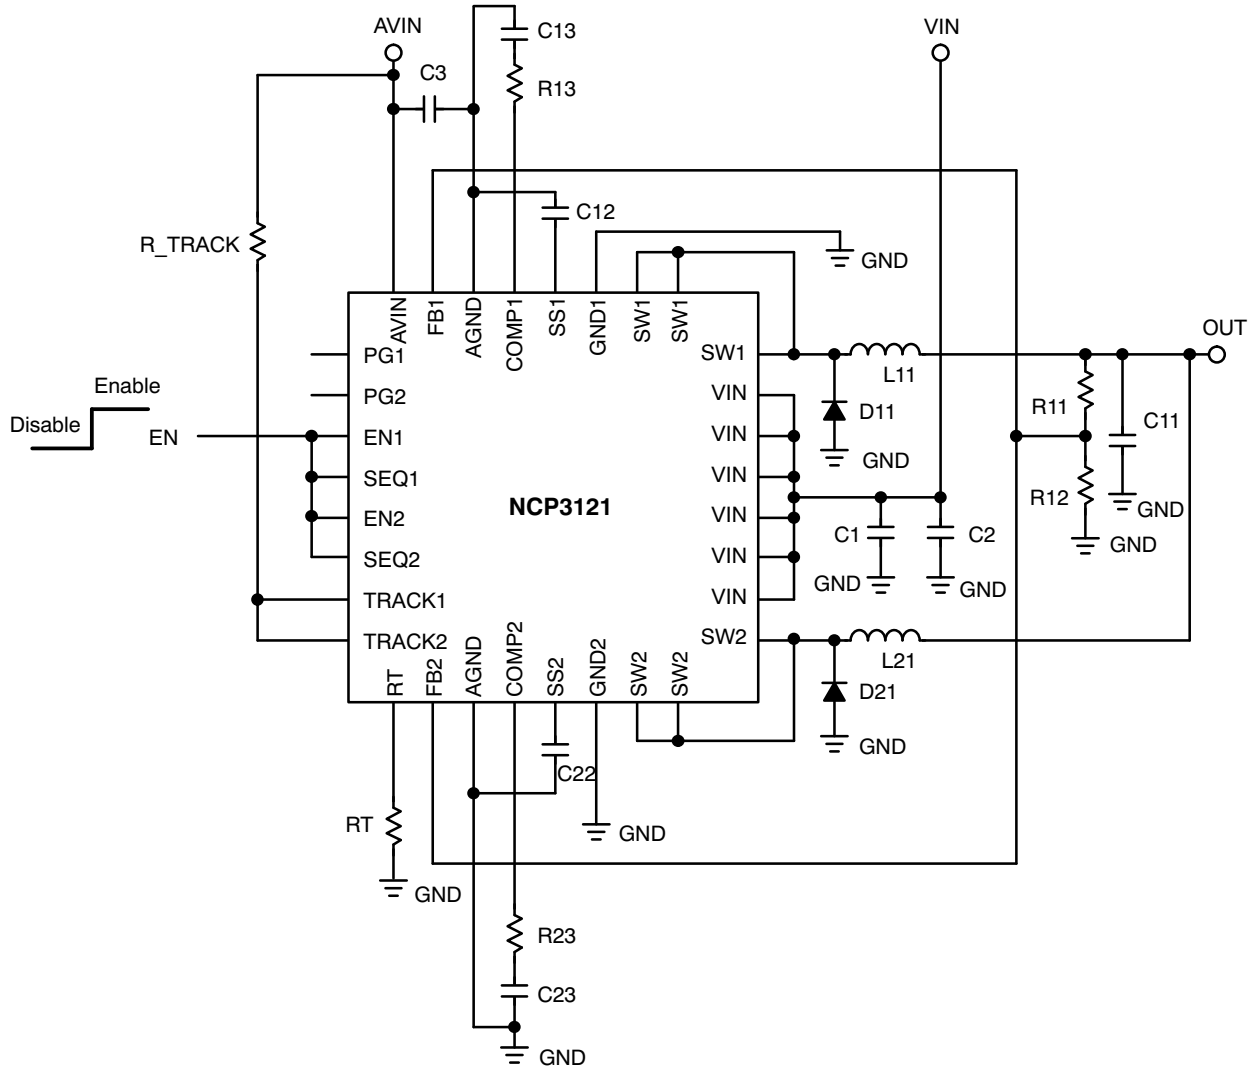 AVIN
VIN
C13
C3
R13
C12
R_TRACK
GND
AVIN
FB1
AGND
COMP1
SS1
GND1
SW1
SW1
OUT
PG1
SW1
L11
Enable
PG2
VIN
R11
D11
C11
Disable
EN
EN1
VIN
GND
SEQ1
VIN
R12
NCP3121
GND
EN2
VIN
C1
C2
GND
SEQ2
VIN
GND
GND
TRACK1
VIN
TRACK2
SW2
L21
RT
FB2
AGND
COMP2
SS2
GND2
SW2
SW2
D21
GND
C22
RT
GND
GND
R23
C23
GND